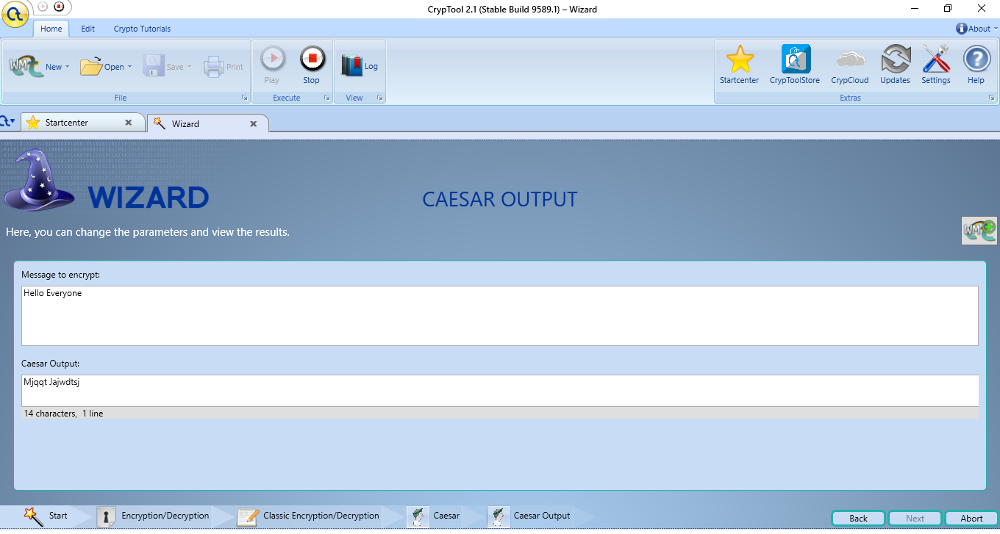 CrypTool 2.1 (Stable Build 9589.1) – Wizard
Home Edit Crypto Tutorials About
New Open Save Print Play Stop Log Startcenter CrypToolStore CrypCloud Updates Settings Help
File Execute View Extras
Startcenter Wizard
WIZARD
CAESAR OUTPUT
Here, you can change the parameters and view the results.
Message to encrypt:
Hello Everyone
Caesar Output:
Mjqqt Jajwdtsj
14 characters, 1 line
Start Encryption/Decryption Classic Encryption/Decryption Caesar Caesar Output Back Next Abort